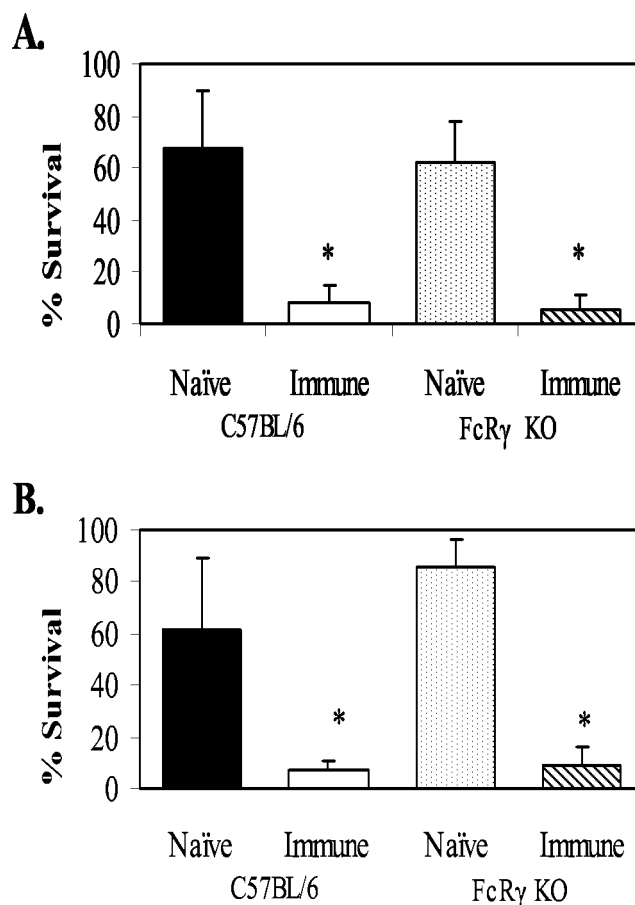 A.
% Survival
100
80
60
40
20
0
*
*
Naïve Immune Naïve Immune
C57BL/6 FcRγ KO
B.
% Survival
100
80
60
40
20
0
*
*
Naïve Immune Naïve Immune
C57BL/6 FcRγ KO